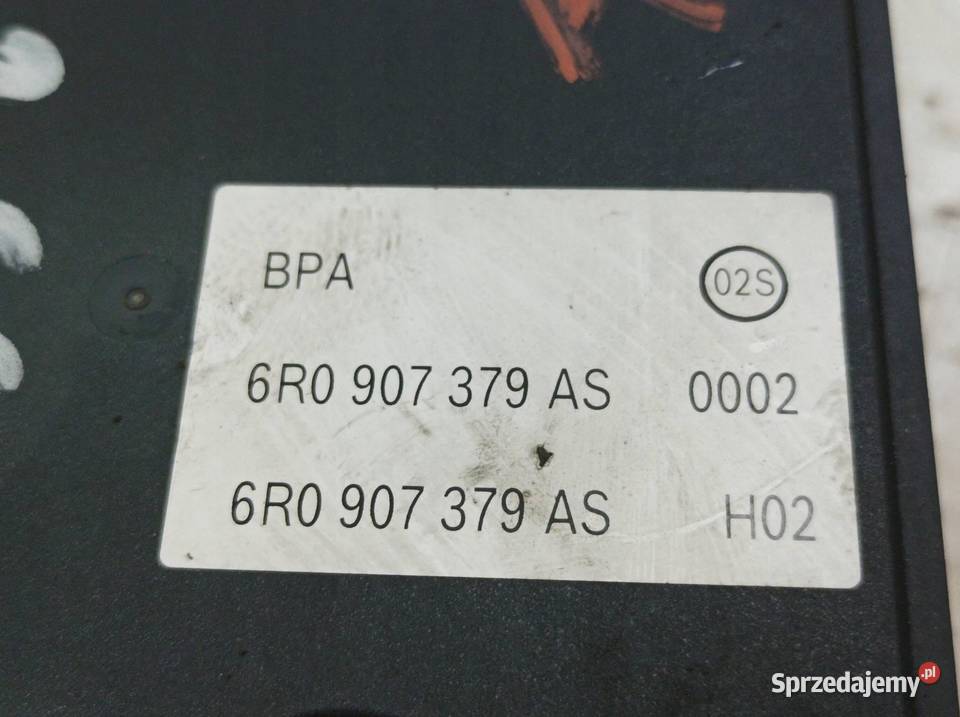 BPA 02S
6R0 907 379 AS 0002
6R0 907 379 AS H02
Sprzedajemy.pl